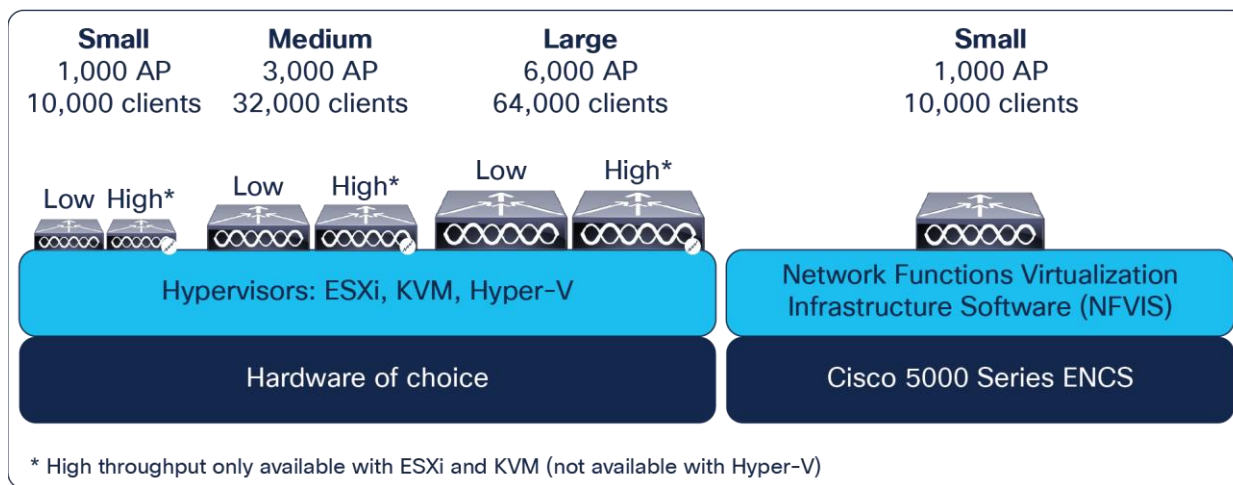 Small
1,000 AP
10,000 clients
Medium
3,000 AP
32,000 clients
Large
6,000 AP
64,000 clients
Small
1,000 AP
10,000 clients
Low High*
Low High*
Low High*
Hypervisors: ESXi, KVM, Hyper-V
Hardware of choice
Network Functions Virtualization
Infrastructure Software (NFVIS)
Cisco 5000 Series ENCS
* High throughput only available with ESXi and KVM (not available with Hyper-V)